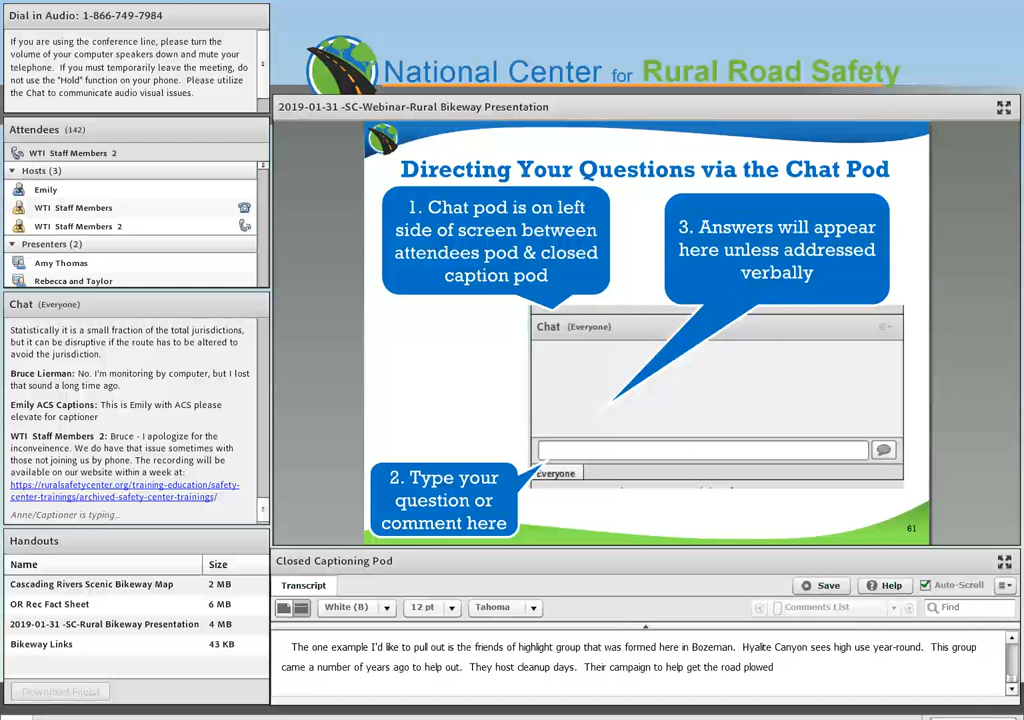 Dial in Audio: 1-866-749-7984
If you are using the conference line, please turn the
volume of your computer speakers down and mute your
telephone. If you must temporarily leave the meeting, do
not use the "Hold" function on your phone. Please utilize
the Chat to communicate audio visual issues.
Attendees (142)
WTI Staff Members 2
Hosts (3)
Emily
WTI Staff Members
WTI Staff Members 2
Presenters (2)
Amy Thomas
Rebecca and Taylor
Chat (Everyone)
Statistically it is a small fraction of the total jurisdictions,
but it can be disruptive if the route has to be altered to
avoid the jurisdiction.
Bruce Lierman: No. I'm monitoring by computer, but I lost
that sound a long time ago.
Emily ACS Captions: This is Emily with ACS please
elevate for captioner
WTI Staff Members 2: Bruce - I apologize for the
inconveinence. We do have that issue sometimes with
those not joining us by phone. The recording will be
available on our website within a week at:
https://ruralsafetycenter.org/training-education/safety-
center-trainings/archived-safety-center-trainings/
Anne/Captioner is typing...
Handouts
Name Size
Cascading Rivers Scenic Bikeway Map 2 MB
OR Rec Fact Sheet 6 MB
2019-01-31 -SC-Rural Bikeway Presentation 4 MB
Bikeway Links 43 KB
Download File(s)
National Center for Rural Road Safety
2019-01-31 -SC-Webinar-Rural Bikeway Presentation
Directing Your Questions via the Chat Pod
1. Chat pod is on left
side of screen between
attendees pod & closed
caption pod
3. Answers will appear
here unless addressed
verbally
Chat (Everyone)
Everyone
2. Type your
question or
comment here
61
Closed Captioning Pod
Transcript
Save
Help
Auto-Scroll
White (B)
12 pt
Tahoma
Comments List
Find
The one example I'd like to pull out is the friends of highlight group that was formed here in Bozeman. Hyalite Canyon sees high use year-round. This group
came a number of years ago to help out. They host cleanup days. Their campaign to help get the road plowed